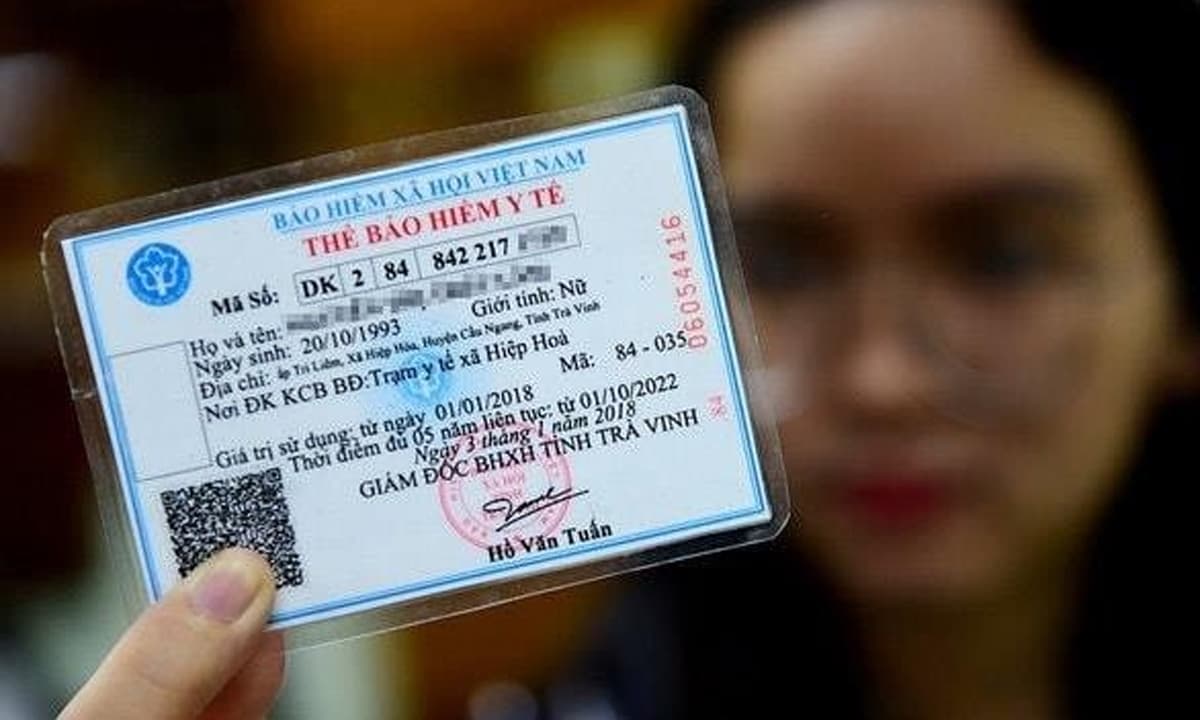 BẢO HIỂM XÃ HỘI VIỆT NAM
THẺ BẢO HIỂM Y TẾ
Mã Số: DK 2 84 842 217
Họ và tên:
Ngày sinh: 20/10/1993 Giới tính: Nữ
Địa chỉ: ấp Trì Liêm, Xã Hiệp Hòa, Huyện Cầu Ngang, Tỉnh Trà Vinh
Nơi ĐK KCB BĐ:Trạm y tế xã Hiệp Hoà Mã: 84 - 035
Giá trị sử dụng: từ ngày 01/01/2018
Thời điểm đủ 05 năm liên tục: từ 01/10/2022
Ngày 3 tháng 1 năm 2018
GIÁM ĐỐC BHXH TỈNH TRÀ VINH
XÃ HỘI
Hồ Văn Tuấn
06054416
84